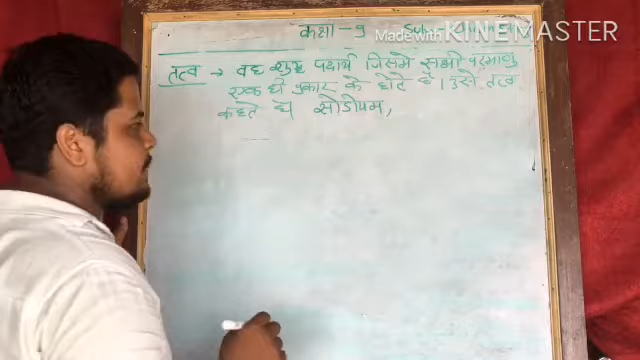 कक्षा-9
Made with KINEMASTER
तत्व → वह शुद्ध पदार्थ जिसमे सभी परमाणु
एक ही प्रकार के होते है। उसे तत्व
कहते है सोडीयम,